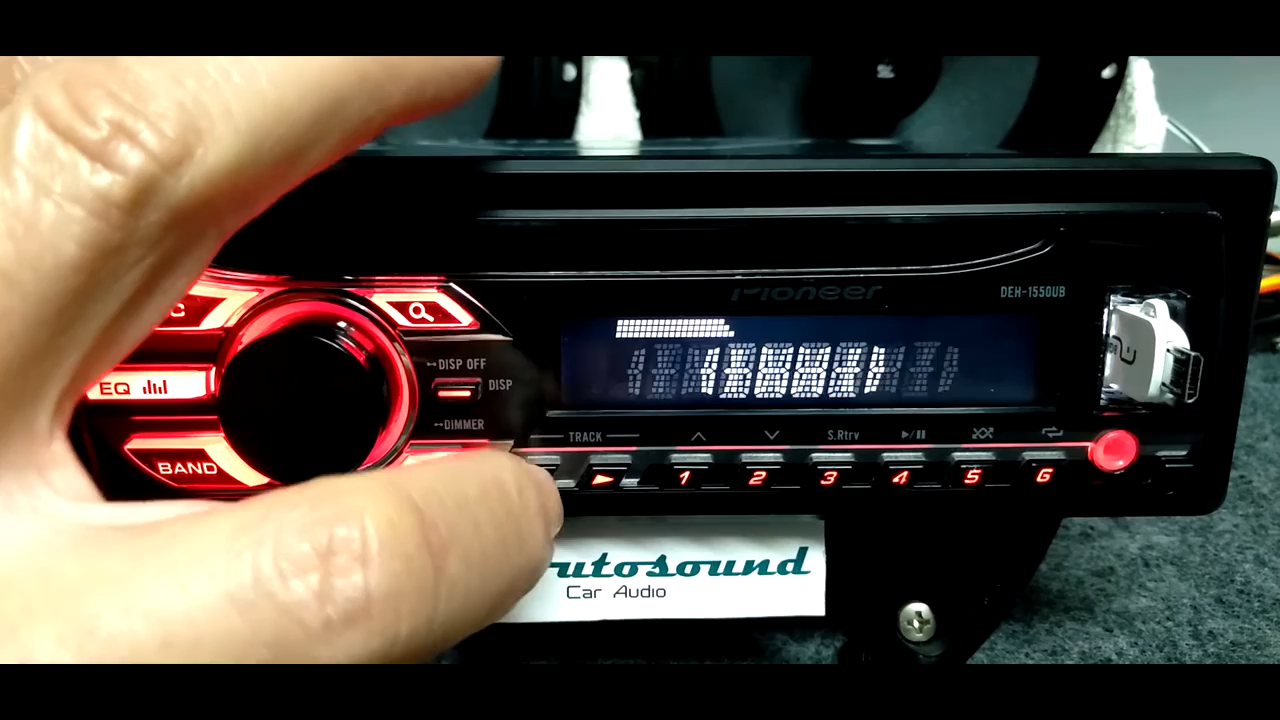 Pioneer
DEH-1550UB
C
DISP OFF
EQ
DISP
DIMMER
TRACK
S.Rtrv
BAND
1 2 3 4 5 6
utosound
Car Audio